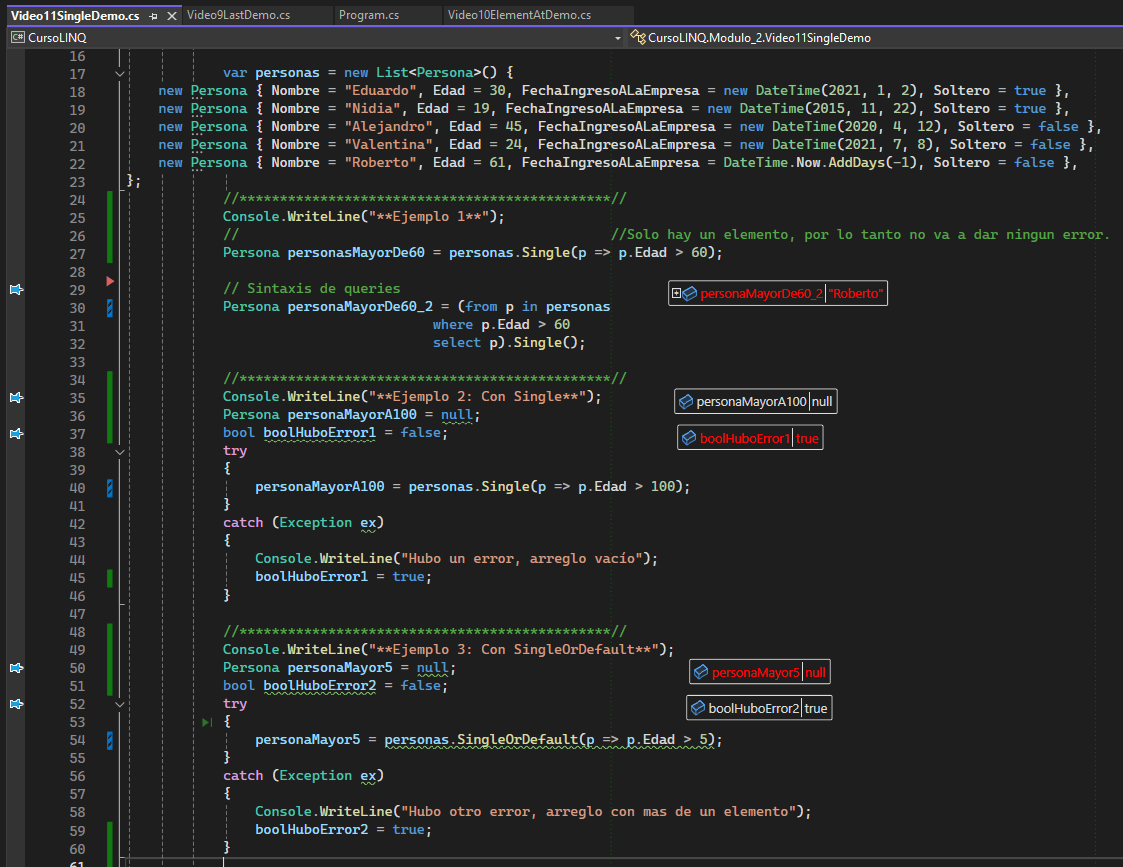 Video11SingleDemo.cs Video9LastDemo.cs Program.cs Video10ElementAtDemo.cs
C# CursoLINQ CursoLINQ.Modulo_2.Video11SingleDemo
16
17 var personas = new List<Persona>() {
18 new Persona { Nombre = "Eduardo", Edad = 30, FechaIngresoALaEmpresa = new DateTime(2021, 1, 2), Soltero = true },
19 new Persona { Nombre = "Nidia", Edad = 19, FechaIngresoALaEmpresa = new DateTime(2015, 11, 22), Soltero = true },
20 new Persona { Nombre = "Alejandro", Edad = 45, FechaIngresoALaEmpresa = new DateTime(2020, 4, 12), Soltero = false },
21 new Persona { Nombre = "Valentina", Edad = 24, FechaIngresoALaEmpresa = new DateTime(2021, 7, 8), Soltero = false },
22 new Persona { Nombre = "Roberto", Edad = 61, FechaIngresoALaEmpresa = DateTime.Now.AddDays(-1), Soltero = false },
23 };
24 //**********************************************//
25 Console.WriteLine("**Ejemplo 1**");
26 // //Solo hay un elemento, por lo tanto no va a dar ningun error.
27 Persona personasMayorDe60 = personas.Single(p => p.Edad > 60);
28
29 // Sintaxis de queries personaMayorDe60_2 "Roberto"
30 Persona personaMayorDe60_2 = (from p in personas
31 where p.Edad > 60
32 select p).Single();
33
34 //**********************************************//
35 Console.WriteLine("**Ejemplo 2: Con Single**"); personaMayorA100 null
36 Persona personaMayorA100 = null;
37 bool boolHuboError1 = false; boolHuboError1 true
38 try
39 {
40 personaMayorA100 = personas.Single(p => p.Edad > 100);
41 }
42 catch (Exception ex)
43 {
44 Console.WriteLine("Hubo un error, arreglo vacío");
45 boolHuboError1 = true;
46 }
47
48 //**********************************************//
49 Console.WriteLine("**Ejemplo 3: Con SingleOrDefault**");
50 Persona personaMayor5 = null; personaMayor5 null
51 bool boolHuboError2 = false;
52 try boolHuboError2 true
53 {
54 personaMayor5 = personas.SingleOrDefault(p => p.Edad > 5);
55 }
56 catch (Exception ex)
57 {
58 Console.WriteLine("Hubo otro error, arreglo con mas de un elemento");
59 boolHuboError2 = true;
60 }
61